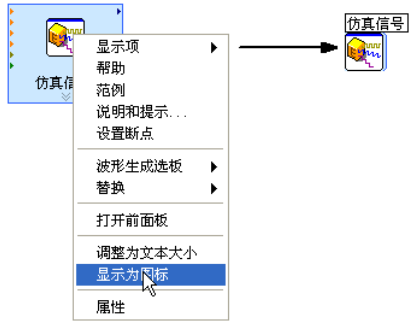 仿真信号
仿真信
显示项
帮助
范例
说明和提示...
设置断点
波形生成选板
替换
打开前面板
调整为文本大小
显示为图标
属性